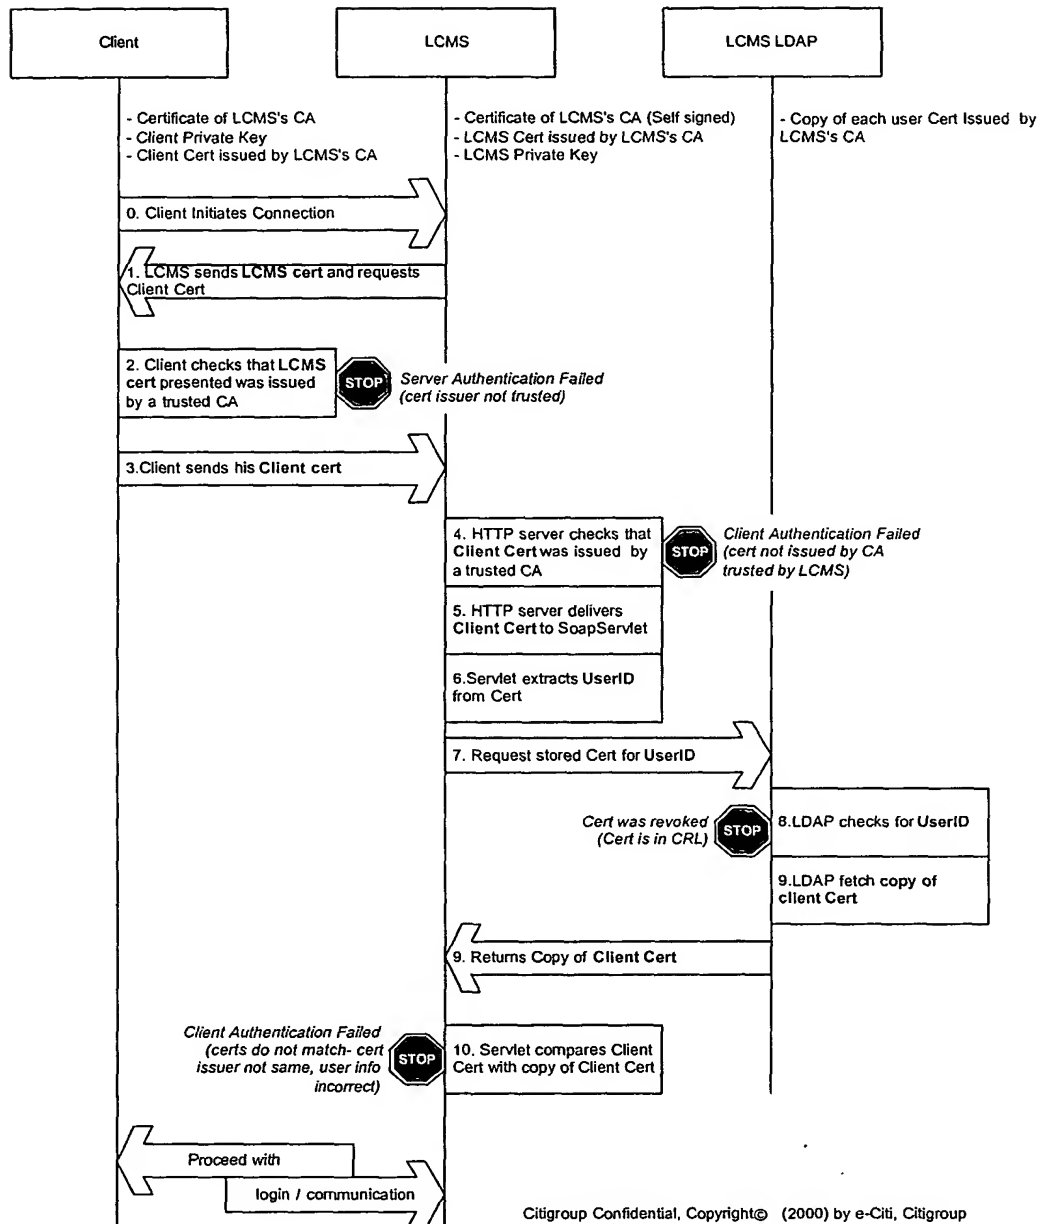 Client
LCMS
LCMS LDAP
- Certificate of LCMS's CA
- Client Private Key
- Client Cert issued by LCMS's CA
- Certificate of LCMS's CA (Self signed)
- LCMS Cert issued by LCMS's CA
- LCMS Private Key
- Copy of each user Cert Issued by
LCMS's CA
0. Client Initiates Connection
1. LCMS sends LCMS cert and requests
Client Cert
2. Client checks that LCMS
cert presented was issued
by a trusted CA
STOP
Server Authentication Failed
(cert issuer not trusted)
3.Client sends his Client cert
4. HTTP server checks that
Client Cert was issued by
a trusted CA
STOP
Client Authentication Failed
(cert not issued by CA
trusted by LCMS)
5. HTTP server delivers
Client Cert to SoapServlet
6.Servlet extracts UserID
from Cert
7. Request stored Cert for UserID
Cert was revoked
(Cert is in CRL)
STOP
8.LDAP checks for UserID
9.LDAP fetch copy of
client Cert
9. Returns Copy of Client Cert
Client Authentication Failed
(certs do not match- cert
issuer not same, user info
incorrect)
STOP
10. Servlet compares Client
Cert with copy of Client Cert
Proceed with
login / communication
Citigroup Confidential, Copyright© (2000) by e-Citi, Citigroup